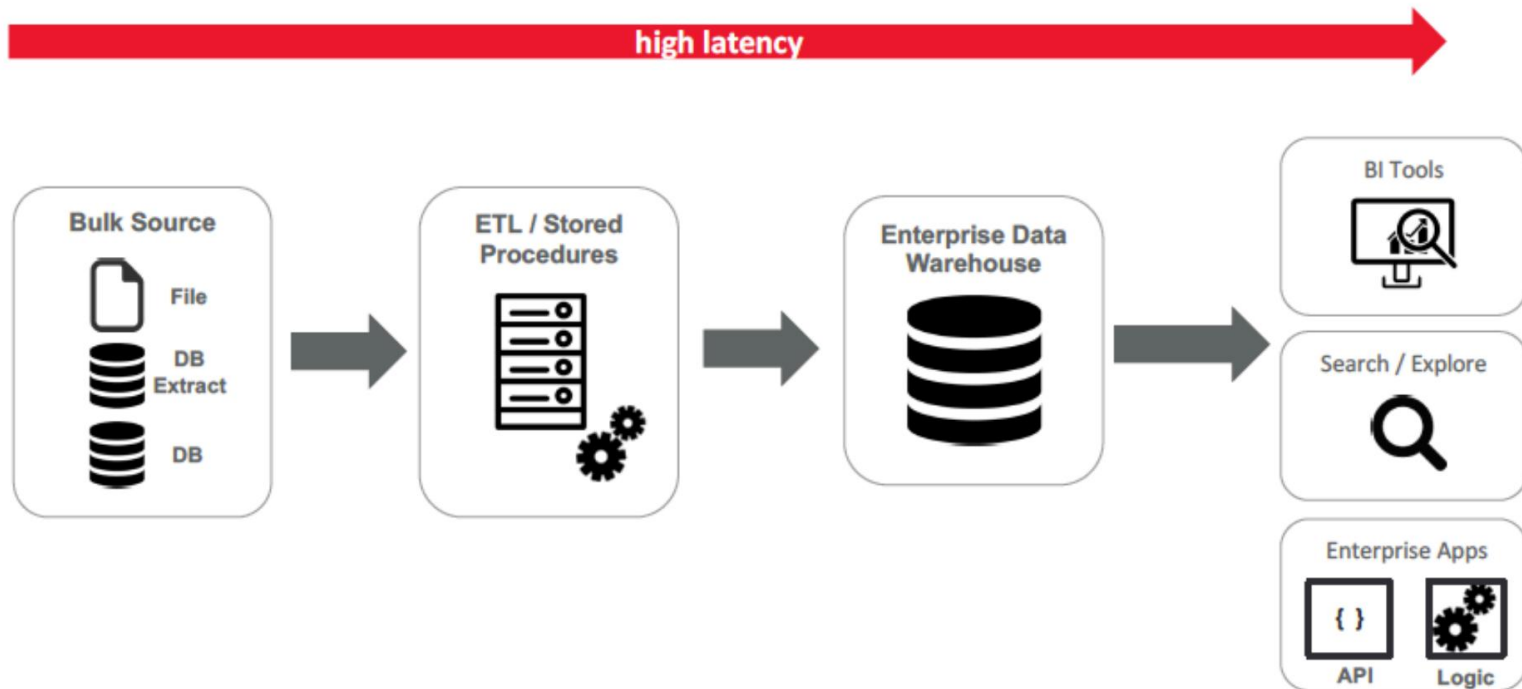 high latency
Bulk Source
File
DB
Extract
DB
ETL / Stored
Procedures
Enterprise Data
Warehouse
BI Tools
Search / Explore
Enterprise Apps
{ }
API
Logic